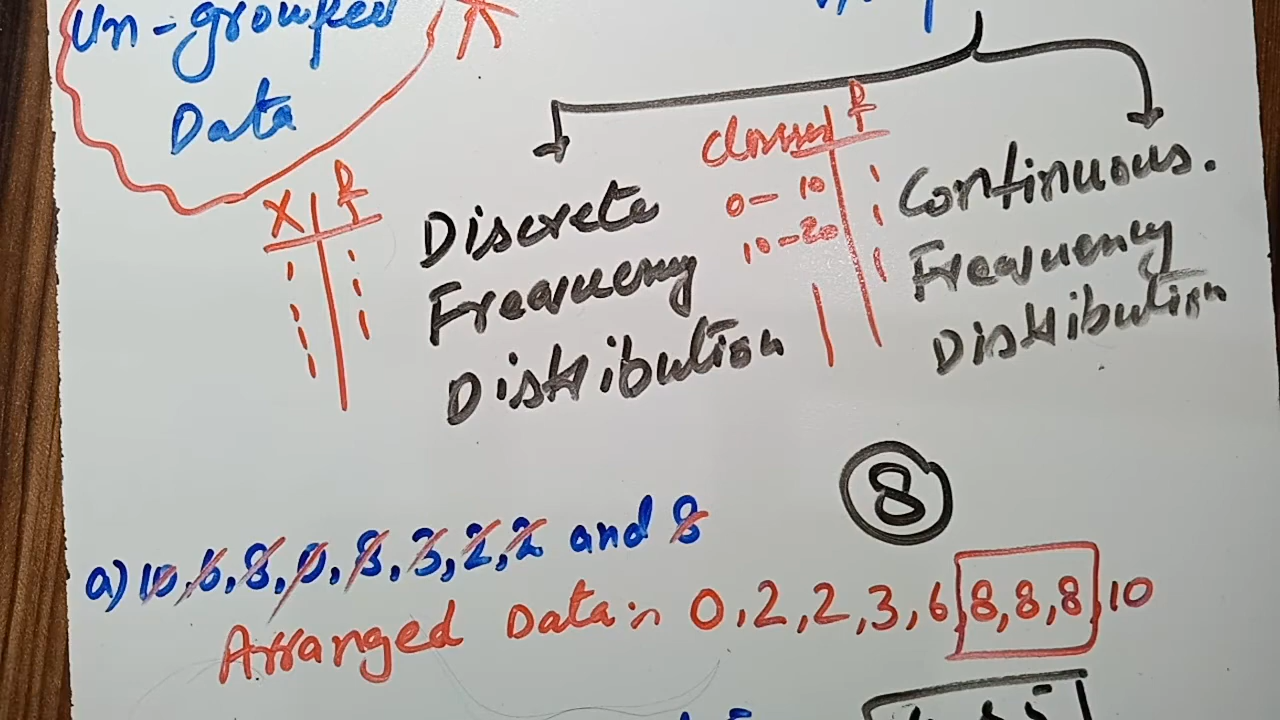 Un-grouped
Data
X f
Discrete
Frequency
Distribution
classes f
0-10
10-20
Continuous.
Frequency
Distribution
8
a) 10,6,8,0,8,3,2,2 and 8
Arranged Data:- 0,2,2,3,6,8,8,8,10